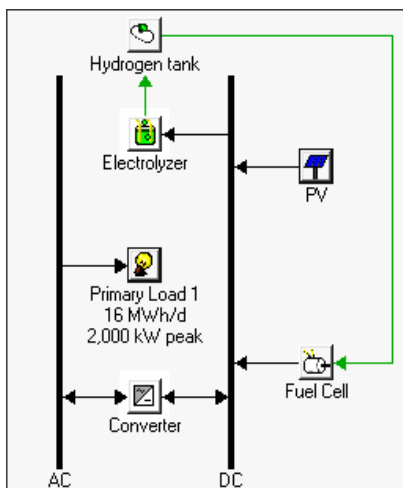 Hydrogen tank
Electrolyzer
PV
Primary Load 1
16 MWh/d
2,000 kW peak
Fuel Cell
Converter
AC
DC